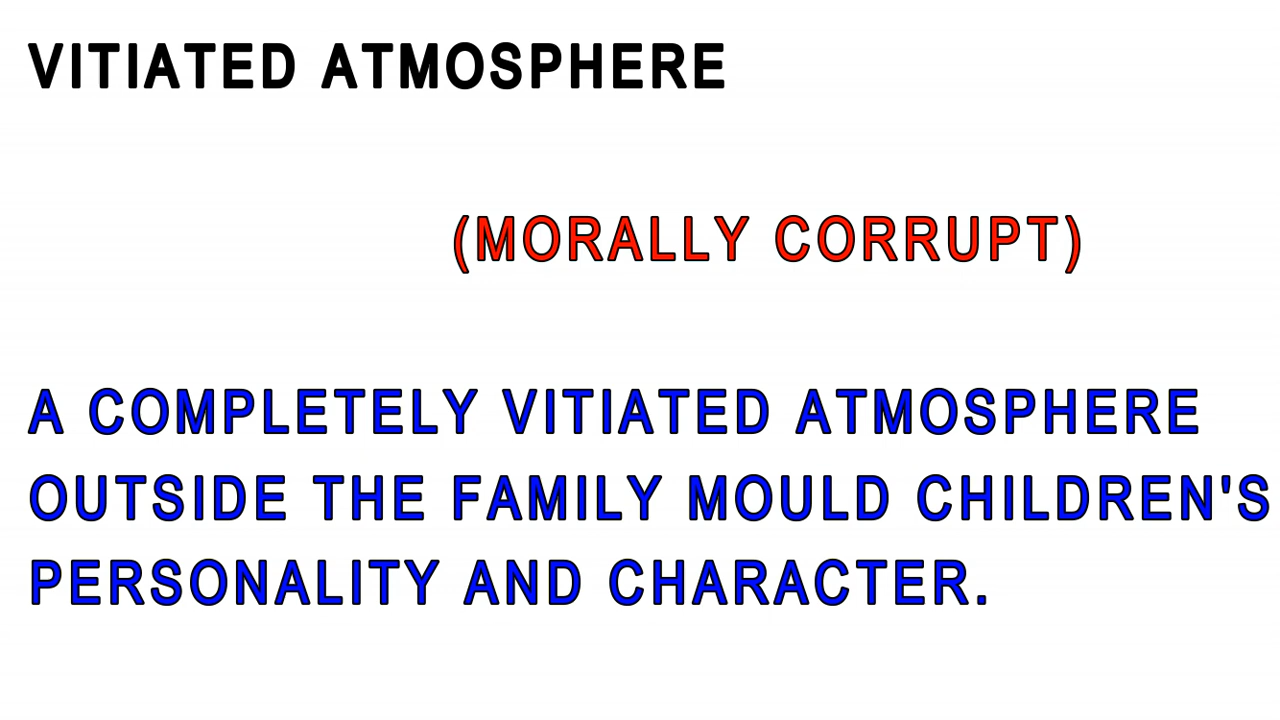 VITIATED ATMOSPHERE
(MORALLY CORRUPT)
A COMPLETELY VITIATED ATMOSPHERE
OUTSIDE THE FAMILY MOULD CHILDREN'S
PERSONALITY AND CHARACTER.